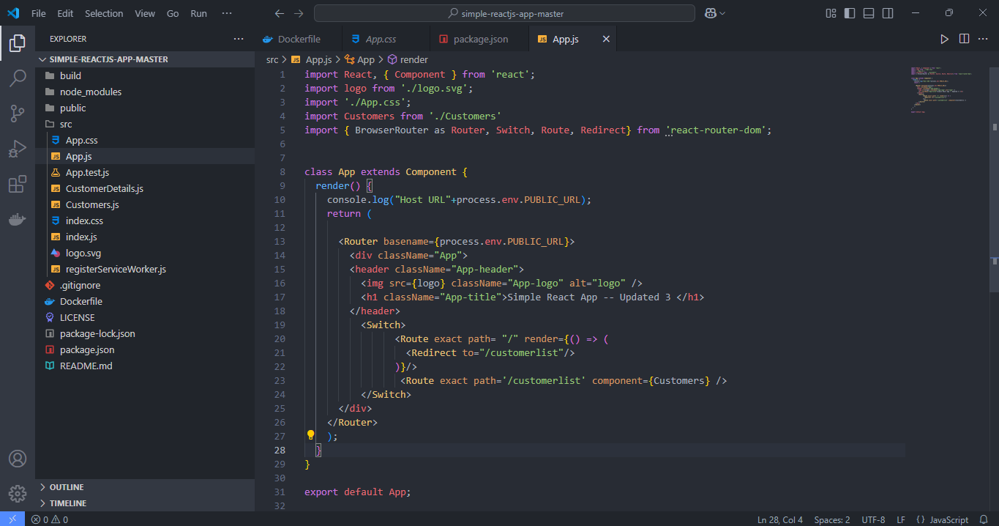 File Edit Selection View Go Run ···
simple-reactjs-app-master
EXPLORER ···
SIMPLE-REACTJS-APP-MASTER
build
node_modules
public
src
App.css
App.js
App.test.js
CustomerDetails.js
Customers.js
index.css
index.js
logo.svg
registerServiceWorker.js
.gitignore
Dockerfile
LICENSE
package-lock.json
package.json
README.md
OUTLINE
TIMELINE
Dockerfile App.css package.json JS App.js
src > JS App.js > App > render
1 import React, { Component } from 'react';
2 import logo from './logo.svg';
3 import './App.css';
4 import Customers from './Customers'
5 import { BrowserRouter as Router, Switch, Route, Redirect} from 'react-router-dom';
6
7
8 class App extends Component {
9 render() {
10 console.log("Host URL"+process.env.PUBLIC_URL);
11 return (
12
13 <Router basename={process.env.PUBLIC_URL}>
14 <div className="App">
15 <header className="App-header">
16 <img src={logo} className="App-logo" alt="logo" />
17 <h1 className="App-title">Simple React App -- Updated 3 </h1>
18 </header>
19 <Switch>
20 <Route exact path= "/" render={() => (
21 <Redirect to="/customerlist"/>
22 )}/>
23 <Route exact path='/customerlist' component={Customers} />
24 </Switch>
25 </div>
26 </Router>
27 );
28 }
29 }
30
31 export default App;
32
0 0 Ln 28, Col 4 Spaces: 2 UTF-8 LF {} JavaScript